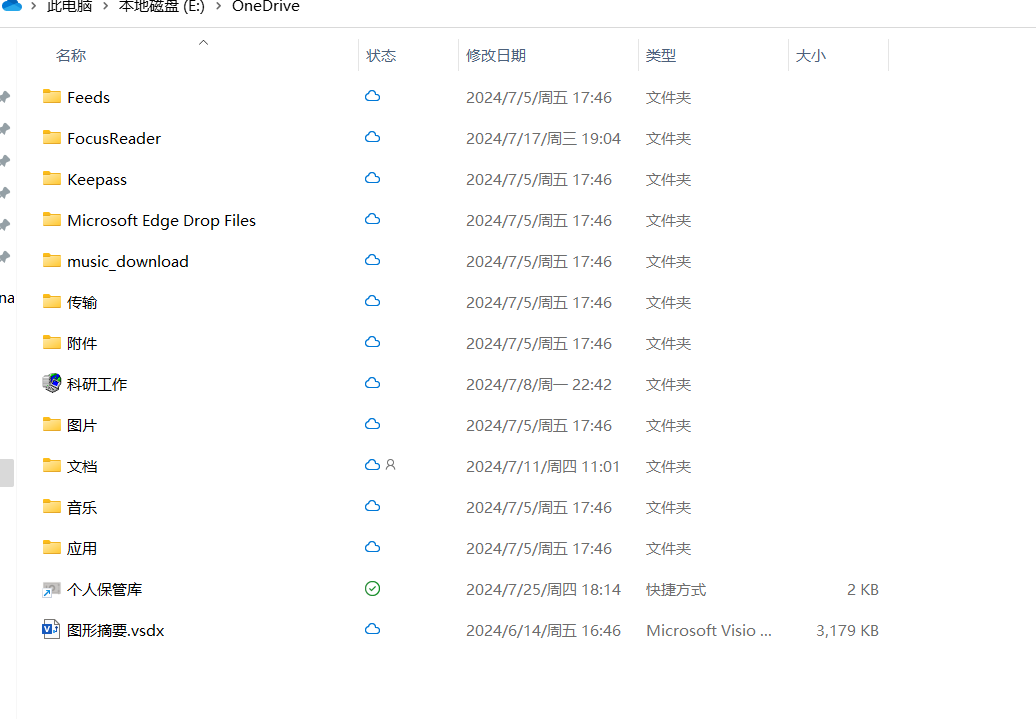 此电脑 > 本地磁盘 (E:) > OneDrive
名称 状态 修改日期 类型 大小
Feeds 2024/7/5/周五 17:46 文件夹
FocusReader 2024/7/17/周三 19:04 文件夹
Keepass 2024/7/5/周五 17:46 文件夹
Microsoft Edge Drop Files 2024/7/5/周五 17:46 文件夹
music_download 2024/7/5/周五 17:46 文件夹
na
传输 2024/7/5/周五 17:46 文件夹
附件 2024/7/5/周五 17:46 文件夹
科研工作 2024/7/8/周一 22:42 文件夹
图片 2024/7/5/周五 17:46 文件夹
文档 2024/7/11/周四 11:01 文件夹
音乐 2024/7/5/周五 17:46 文件夹
应用 2024/7/5/周五 17:46 文件夹
个人保管库 2024/7/25/周四 18:14 快捷方式 2 KB
图形摘要.vsdx 2024/6/14/周五 16:46 Microsoft Visio ... 3,179 KB